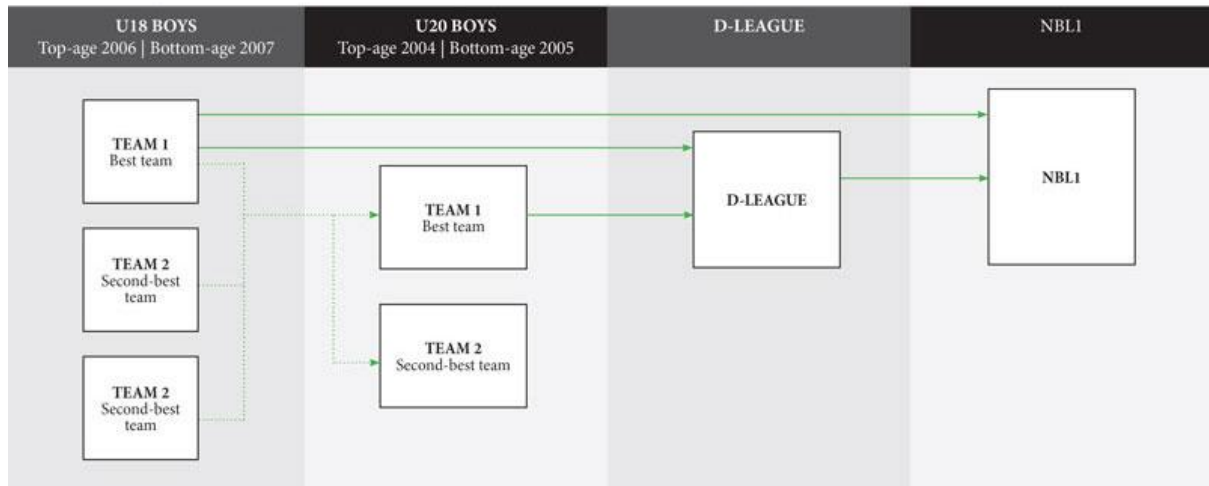 U18 BOYS
Top-age 2006 | Bottom-age 2007
U20 BOYS
Top-age 2004 | Bottom-age 2005
D-LEAGUE
NBL1
TEAM 1
Best team
TEAM 2
Second-best
team
TEAM 2
Second-best
team
TEAM 1
Best team
TEAM 2
Second-best team
D-LEAGUE
NBL1